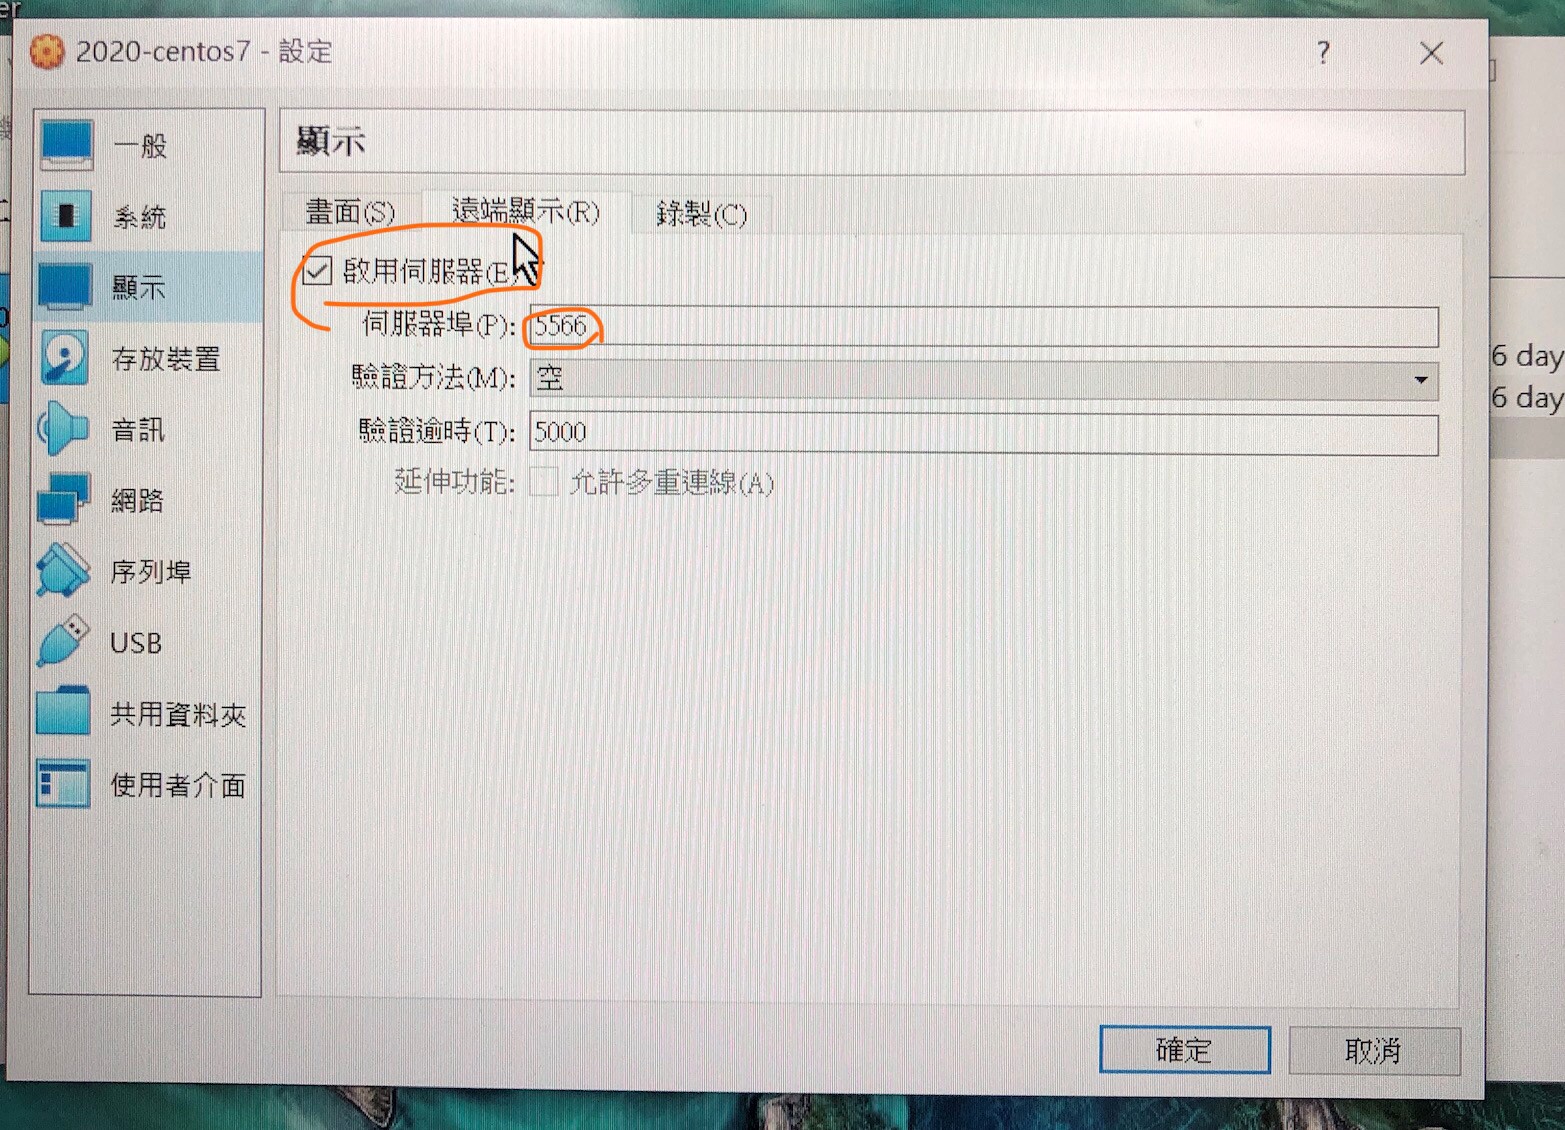 2020-centos7 - 設定
?
一般
系統
顯示
存放裝置
音訊
網路
序列埠
USB
共用資料夾
使用者介面
顯示
畫面(S)
遠端顯示(R)
錄製(C)
啟用伺服器(E
伺服器埠(P): 5566
驗證方法(M): 空
驗證逾時(T): 5000
延伸功能: 允許多重連線(A)
確定
取消
6 day
6 day